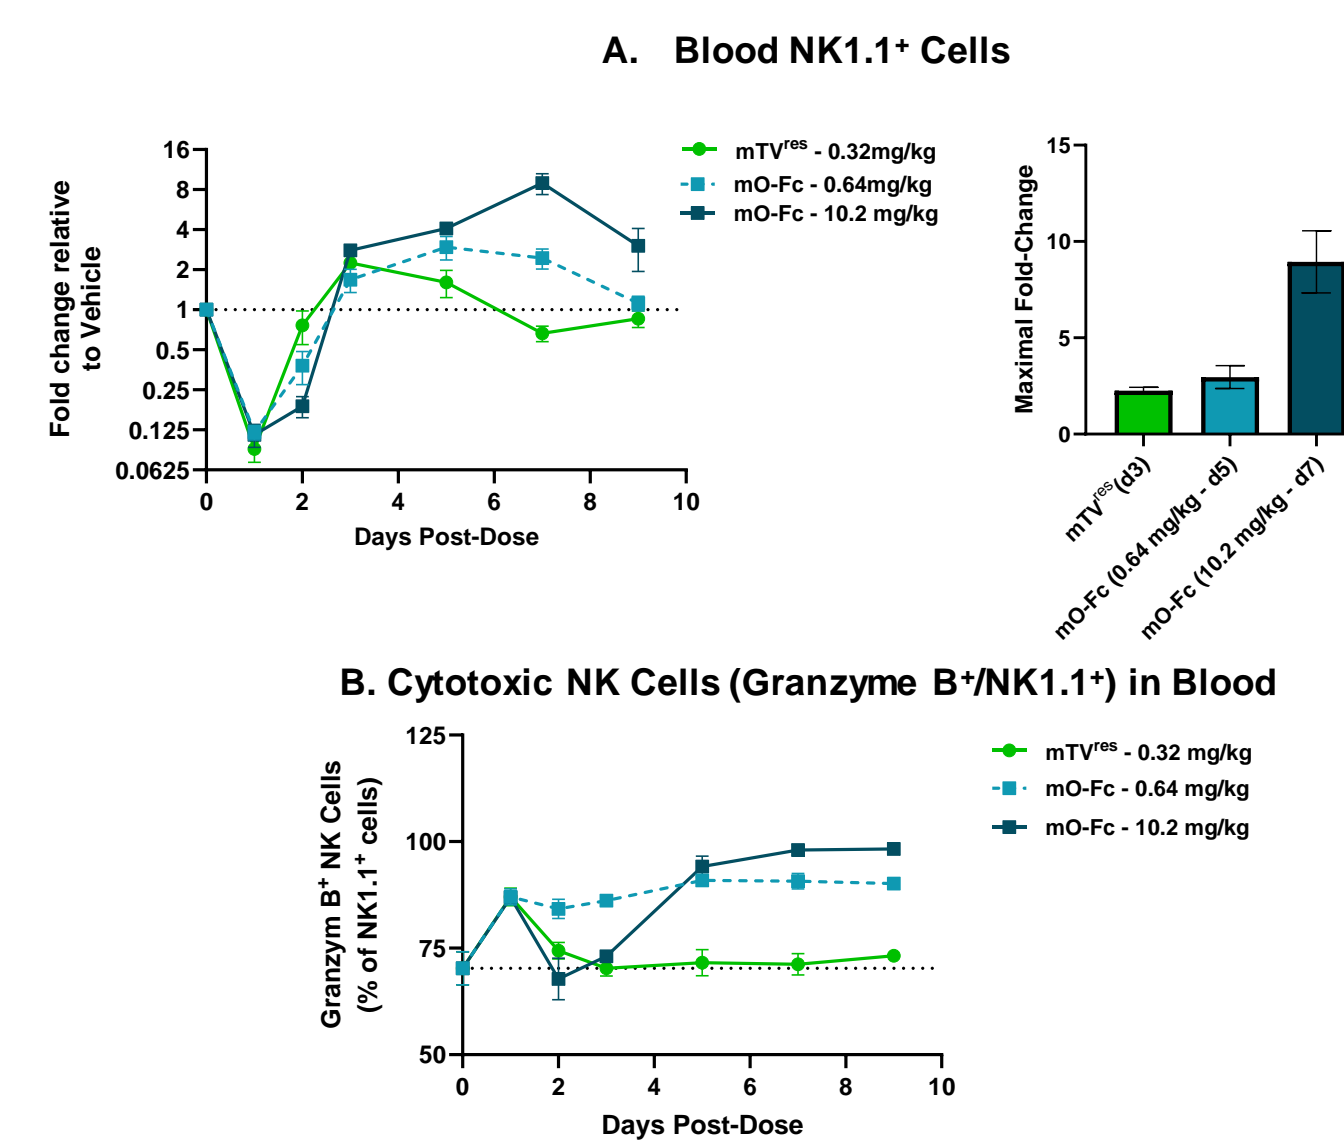 A. Blood NK1.1⁺ Cells
Fold change relative
to Vehicle
16
8
4
2
1
0.5
0.25
0.125
0.0625
0 2 4 6 8 10
Days Post-Dose
mTVʳᵉˢ - 0.32mg/kg
mO-Fc - 0.64mg/kg
mO-Fc - 10.2 mg/kg
Maximal Fold-Change
15
10
5
0
mTVʳᵉˢ(d3)
mO-Fc (0.64 mg/kg - d5)
mO-Fc (10.2 mg/kg - d7)
B. Cytotoxic NK Cells (Granzyme B⁺/NK1.1⁺) in Blood
Granzym B⁺ NK Cells
(% of NK1.1⁺ cells)
125
100
75
50
0 2 4 6 8 10
Days Post-Dose
mTVʳᵉˢ - 0.32 mg/kg
mO-Fc - 0.64 mg/kg
mO-Fc - 10.2 mg/kg